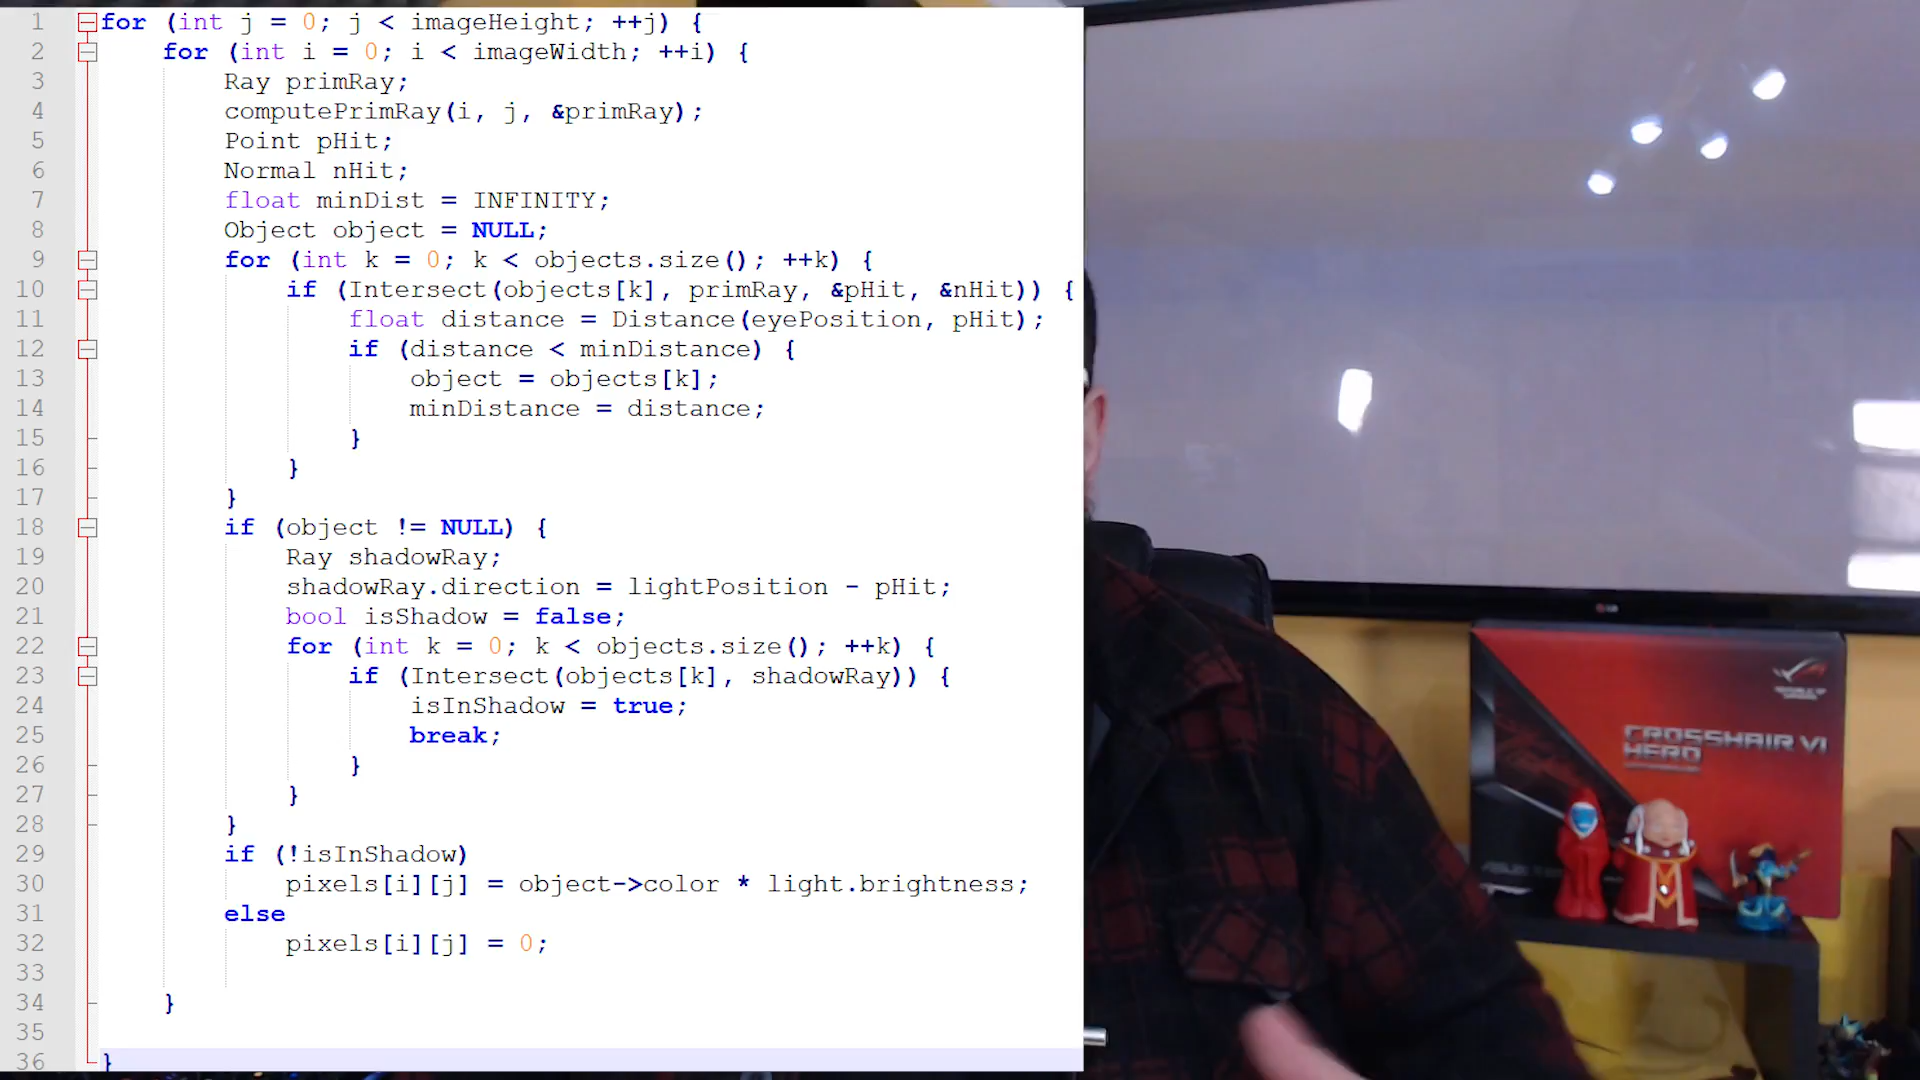 1 for (int j = 0; j < imageHeight; ++j) {
2 for (int i = 0; i < imageWidth; ++i) {
3 Ray primRay;
4 computePrimRay(i, j, &primRay);
5 Point pHit;
6 Normal nHit;
7 float minDist = INFINITY;
8 Object object = NULL;
9 for (int k = 0; k < objects.size(); ++k) {
10 if (Intersect(objects[k], primRay, &pHit, &nHit)) {
11 float distance = Distance(eyePosition, pHit);
12 if (distance < minDistance) {
13 object = objects[k];
14 minDistance = distance;
15 }
16 }
17 }
18 if (object != NULL) {
19 Ray shadowRay;
20 shadowRay.direction = lightPosition - pHit;
21 bool isShadow = false;
22 for (int k = 0; k < objects.size(); ++k) {
23 if (Intersect(objects[k], shadowRay)) {
24 isInShadow = true;
25 break;
26 }
27 }
28 }
29 if (!isInShadow)
30 pixels[i][j] = object->color * light.brightness;
31 else
32 pixels[i][j] = 0;
33
34 }
35
36 }
LG
CROSSHAIR VI
HERO